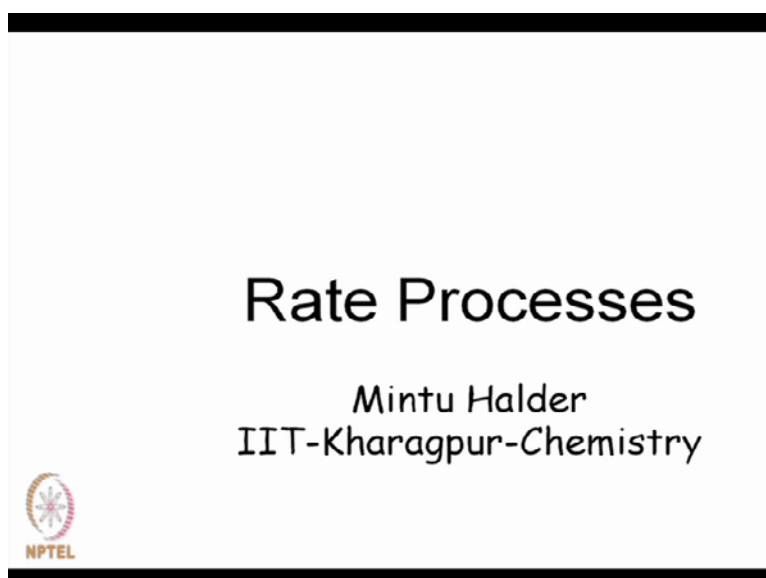 Rate Processes
Mintu Halder
IIT-Kharagpur-Chemistry
NPTEL